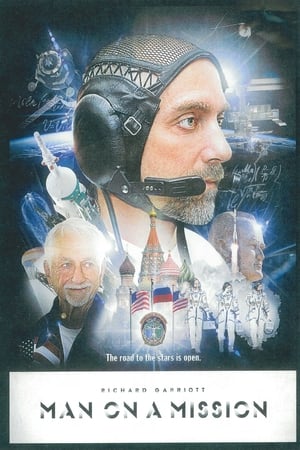 The road to the stars is open.
RICHARD GARRIOTT
MAN ON A MISSION